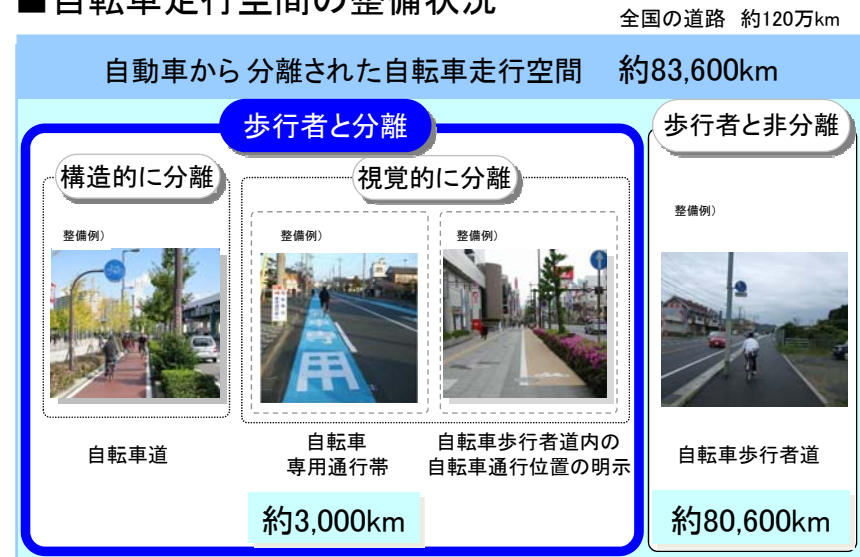 ■自転車走行空間の整備状況
全国の道路 約120万km
自動車から分離された自転車走行空間 約83,600km
歩行者と分離
歩行者と非分離
構造的に分離
視覚的に分離
整備例）
整備例）
整備例）
整備例）
用
自転車道
自転車
専用通行帯
自転車歩行者道内の
自転車通行位置の明示
自転車歩行者道
約3,000km
約80,600km